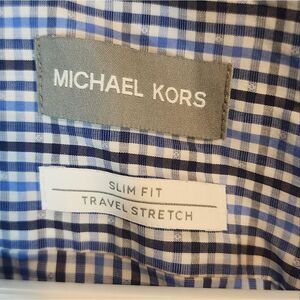 MICHAEL KORS
SLIM FIT
TRAVEL STRETCH